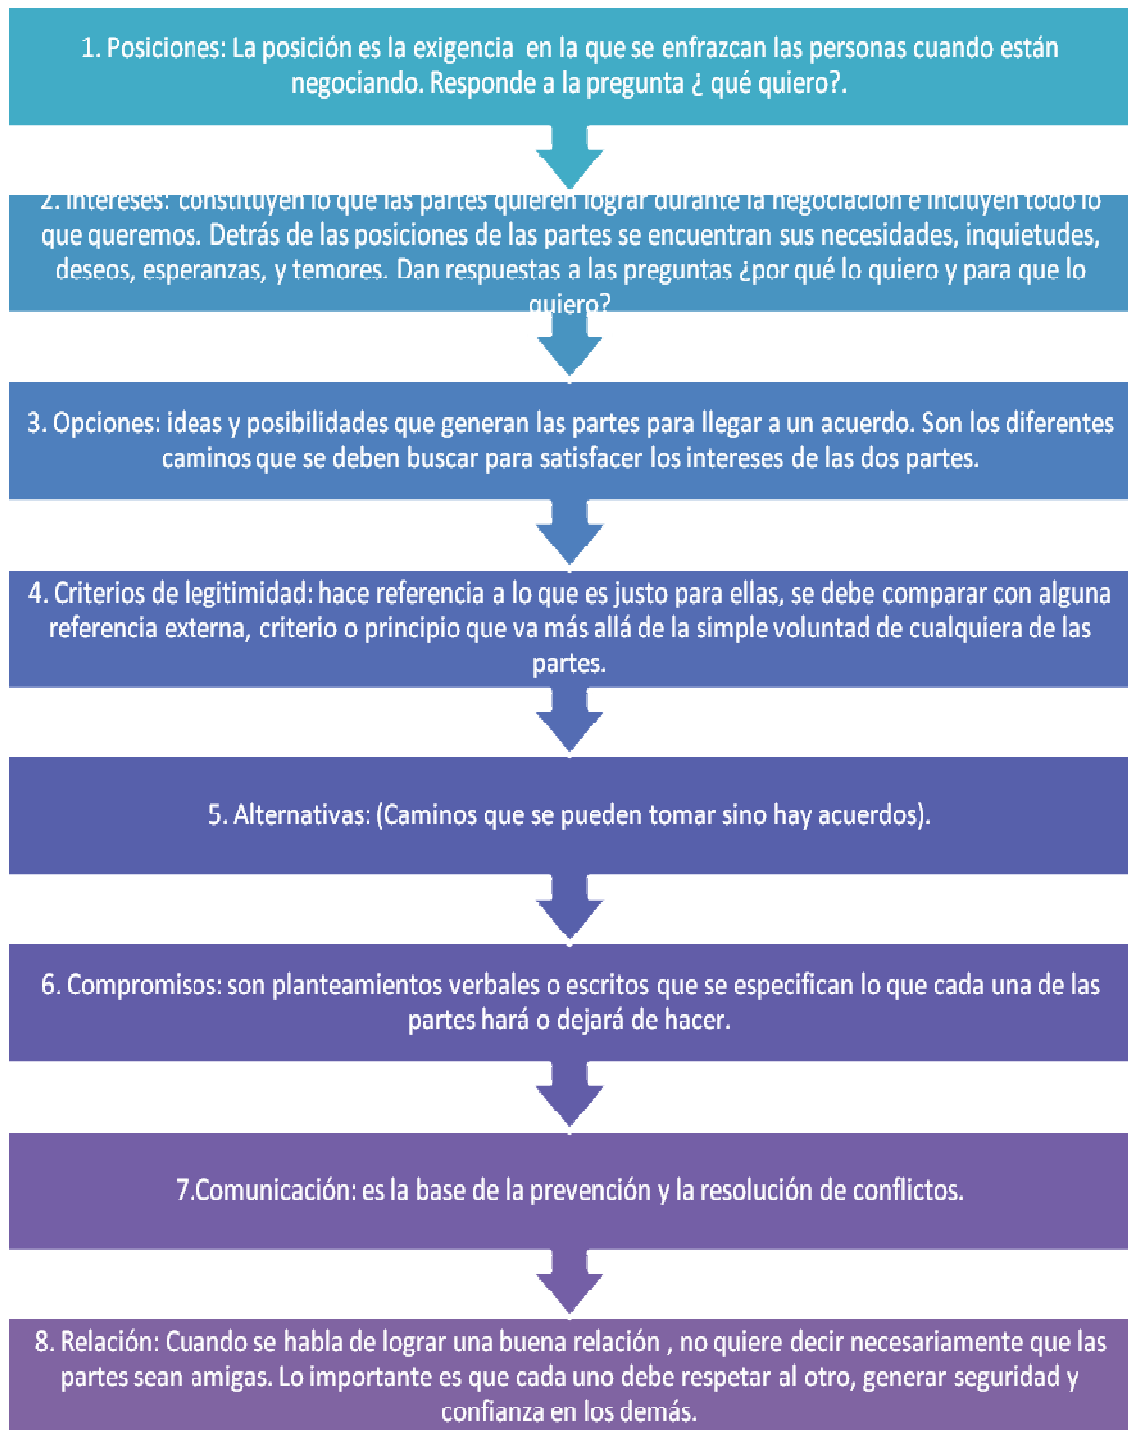 1. Posiciones: La posición es la exigencia en la que se enfrazcan las personas cuando están
negociando. Responde a la pregunta ¿ qué quiero?.
2. Intereses: constituyen lo que las partes quieren lograr durante la negociación e incluyen todo lo
que queremos. Detrás de las posiciones de las partes se encuentran sus necesidades, inquietudes,
deseos, esperanzas, y temores. Dan respuestas a las preguntas ¿por qué lo quiero y para que lo
quiero?
3. Opciones: ideas y posibilidades que generan las partes para llegar a un acuerdo. Son los diferentes
caminos que se deben buscar para satisfacer los intereses de las dos partes.
4. Criterios de legitimidad: hace referencia a lo que es justo para ellas, se debe comparar con alguna
referencia externa, criterio o principio que va más allá de la simple voluntad de cualquiera de las
partes.
5. Alternativas: (Caminos que se pueden tomar sino hay acuerdos).
6. Compromisos: son planteamientos verbales o escritos que se especifican lo que cada una de las
partes hará o dejará de hacer.
7.Comunicación: es la base de la prevención y la resolución de conflictos.
8. Relación: Cuando se habla de lograr una buena relación , no quiere decir necesariamente que las
partes sean amigas. Lo importante es que cada uno debe respetar al otro, generar seguridad y
confianza en los demás.